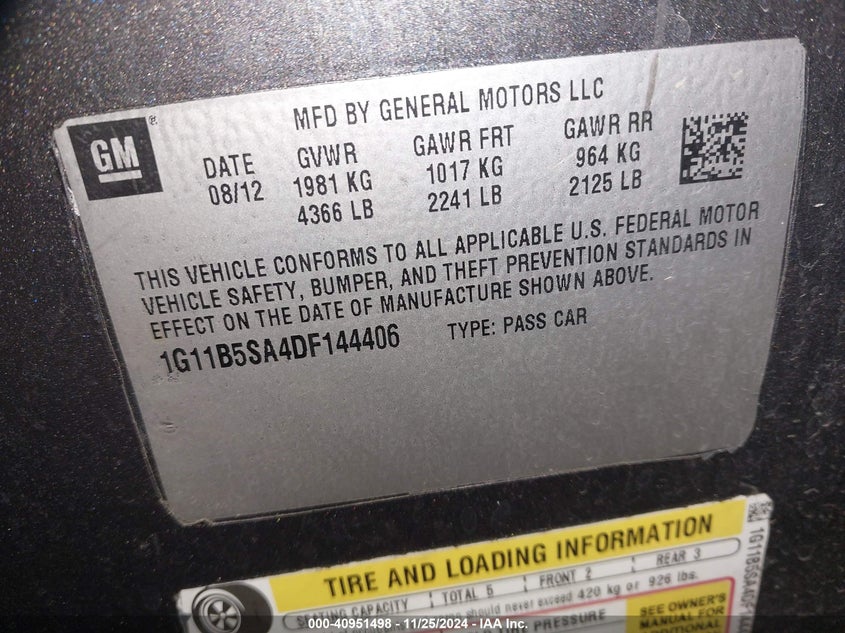 MFD BY GENERAL MOTORS LLC
GM
DATE GVWR GAWR FRT GAWR RR
08/12 1981 KG 1017 KG 964 KG
4366 LB 2241 LB 2125 LB
THIS VEHICLE CONFORMS TO ALL APPLICABLE U.S. FEDERAL MOTOR
VEHICLE SAFETY, BUMPER, AND THEFT PREVENTION STANDARDS IN
EFFECT ON THE DATE OF MANUFACTURE SHOWN ABOVE.
1G11B5SA4DF144406 TYPE: PASS CAR
TIRE AND LOADING INFORMATION
SEATING CAPACITY TOTAL 5 FRONT 2 REAR 3
should never exceed 420 kg or 926 lbs.
TIRE PRESSURE
SEE OWNER'S
MANUAL FOR
ADDITIONAL
1G11B5SA4DF
000-40951498 - 11/25/2024 - IAA Inc.